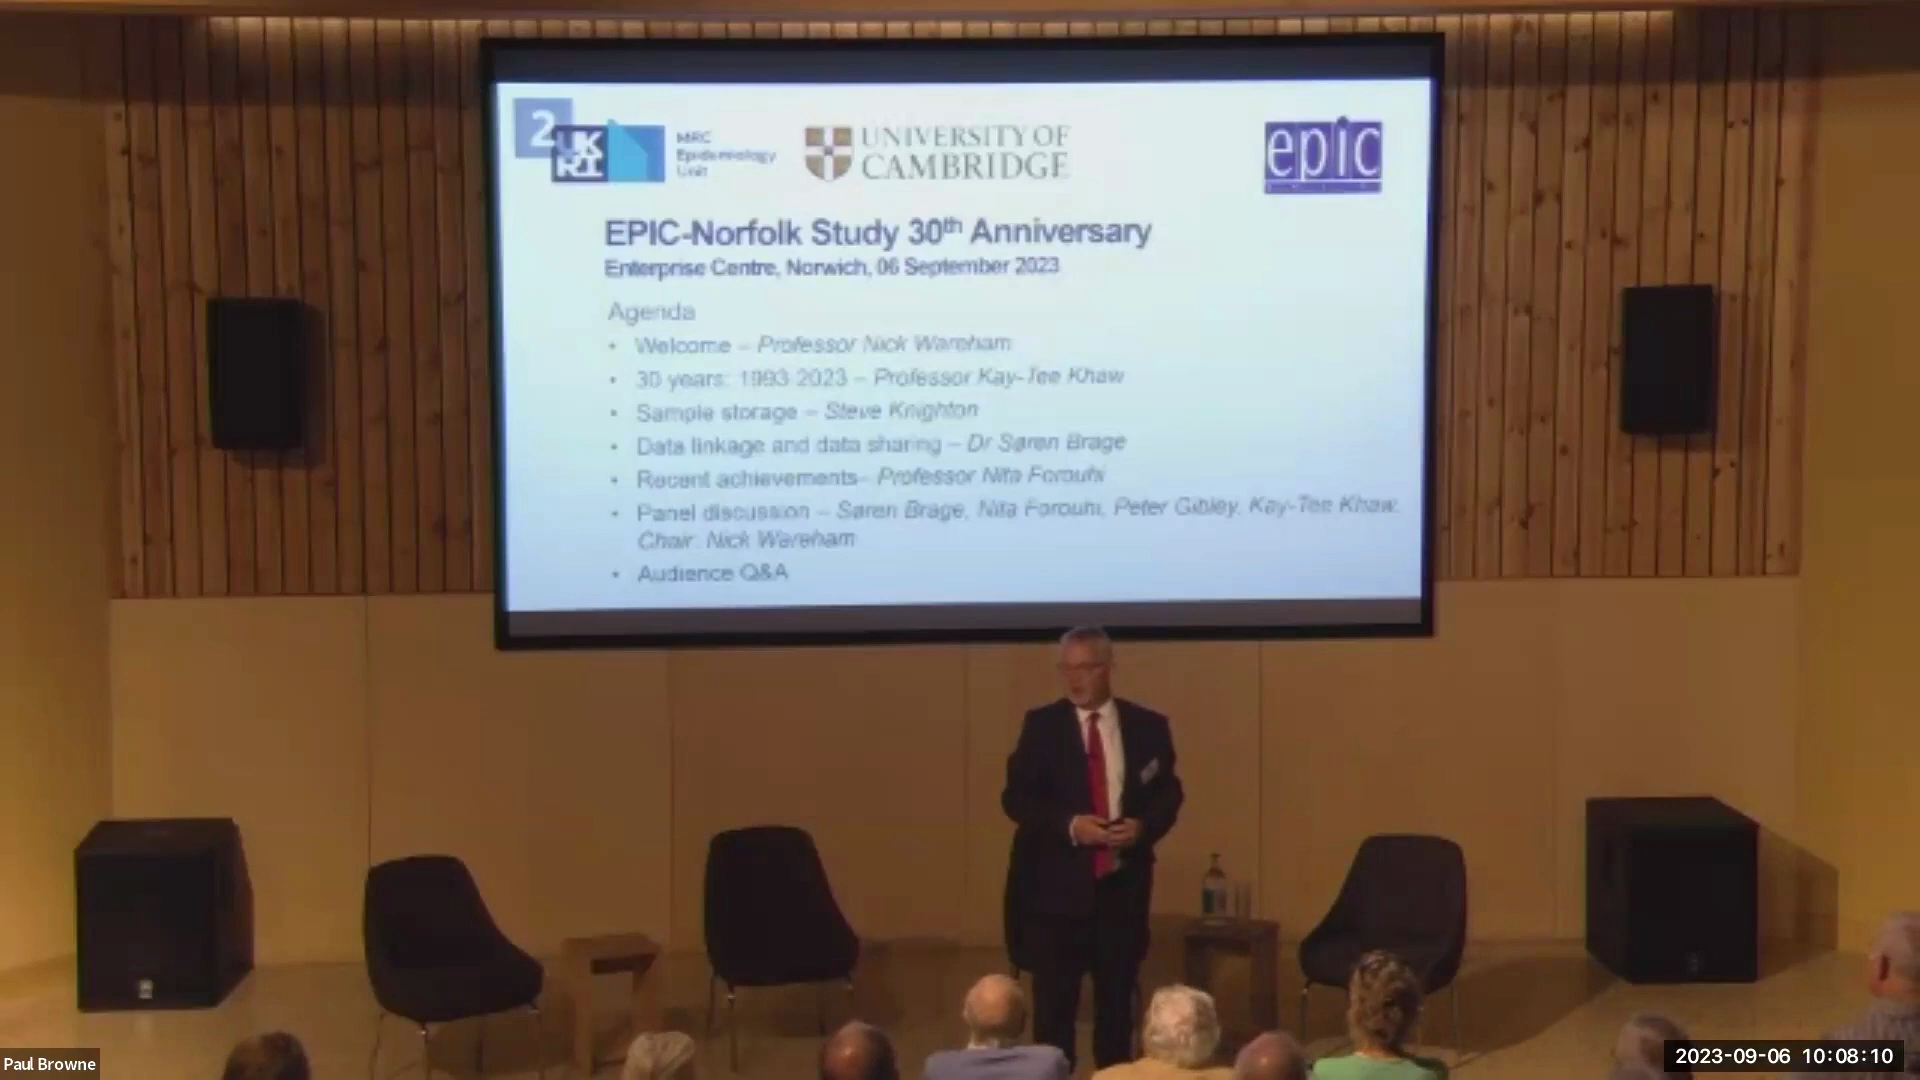 2
UK
RI
MRC
Epidemiology
Unit
UNIVERSITY OF
CAMBRIDGE
epic
EPIC-Norfolk Study 30th Anniversary
Enterprise Centre, Norwich, 06 September 2023
Agenda
• Welcome – Professor Nick Wareham
• 30 years: 1993-2023 – Professor Kay-Tee Khaw
• Sample storage – Steve Knighton
• Data linkage and data sharing – Dr Søren Brage
• Recent achievements– Professor Nita Forouhi
• Panel discussion – Søren Brage, Nita Forouhi, Peter Gibley, Kay-Tee Khaw.
Chair: Nick Wareham
• Audience Q&A
Paul Browne
2023-09-06 10:08:10